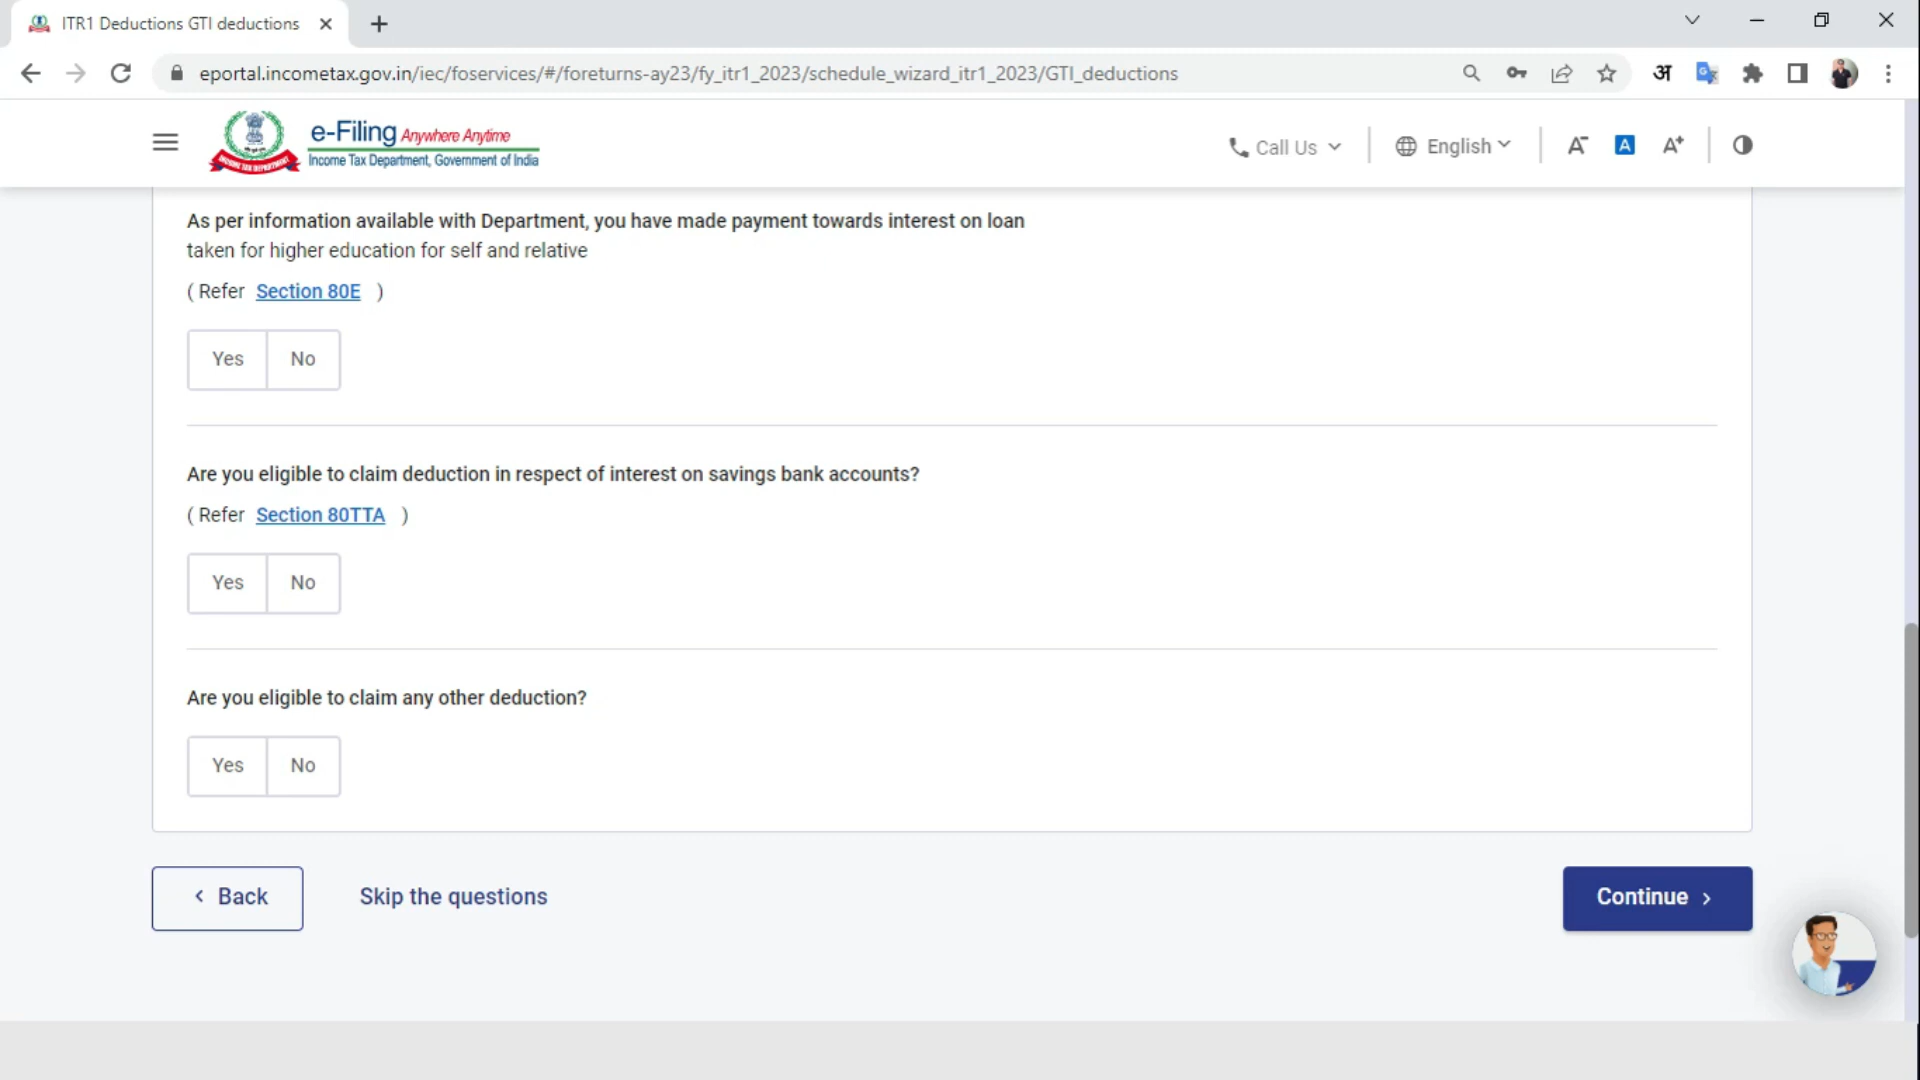 ITR1 Deductions GTI deductions
eportal.incometax.gov.in/iec/foservices/#/foreturns-ay23/fy_itr1_2023/schedule_wizard_itr1_2023/GTI_deductions
अ
e-Filing Anywhere Anytime
Income Tax Department, Government of India
INCOME TAX DEPARTMENT
Call Us
English
A-
A
A+
As per information available with Department, you have made payment towards interest on loan
taken for higher education for self and relative
( Refer Section 80E )
Yes No
Are you eligible to claim deduction in respect of interest on savings bank accounts?
( Refer Section 80TTA )
Yes No
Are you eligible to claim any other deduction?
Yes No
Back Skip the questions Continue